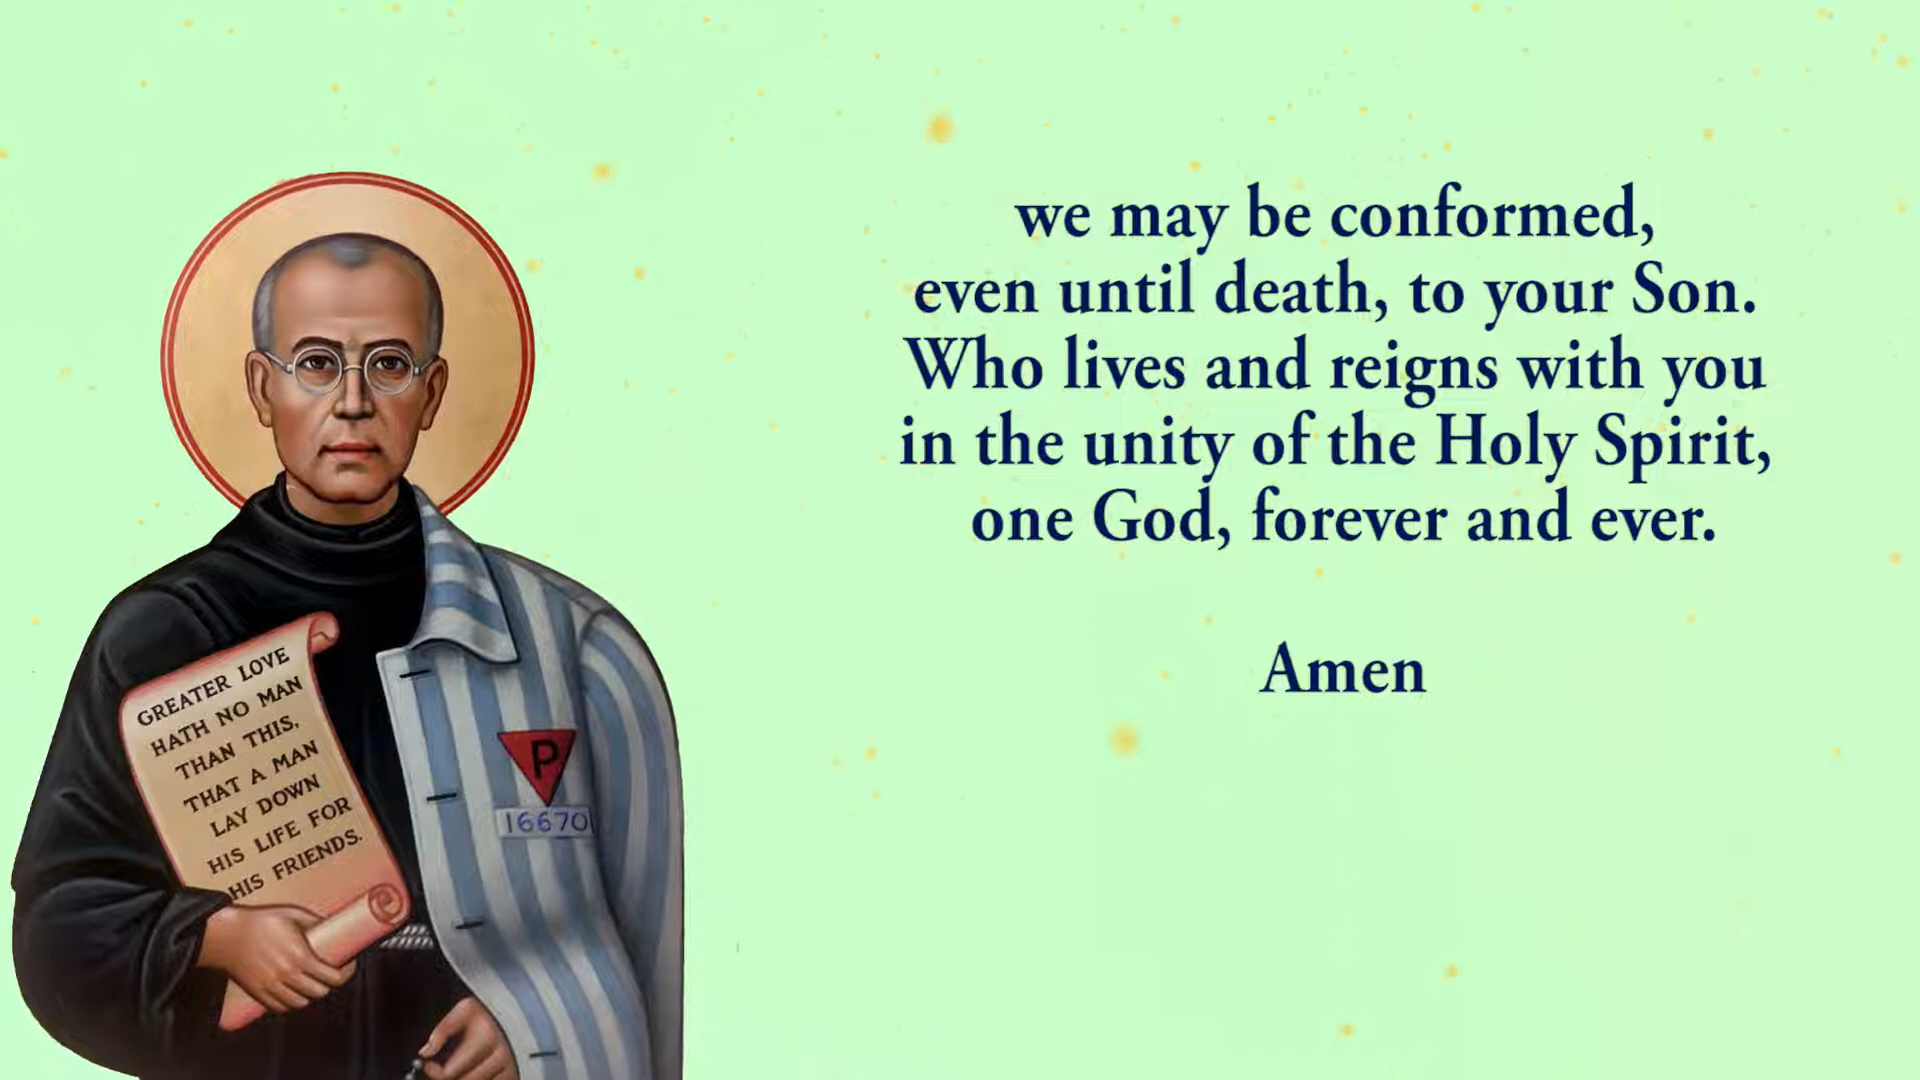 we may be conformed,
even until death, to your Son.
Who lives and reigns with you
in the unity of the Holy Spirit,
one God, forever and ever.
Amen
GREATER LOVE
HATH NO MAN
THAN THIS,
THAT A MAN
LAY DOWN
HIS LIFE FOR
HIS FRIENDS.
P
16670